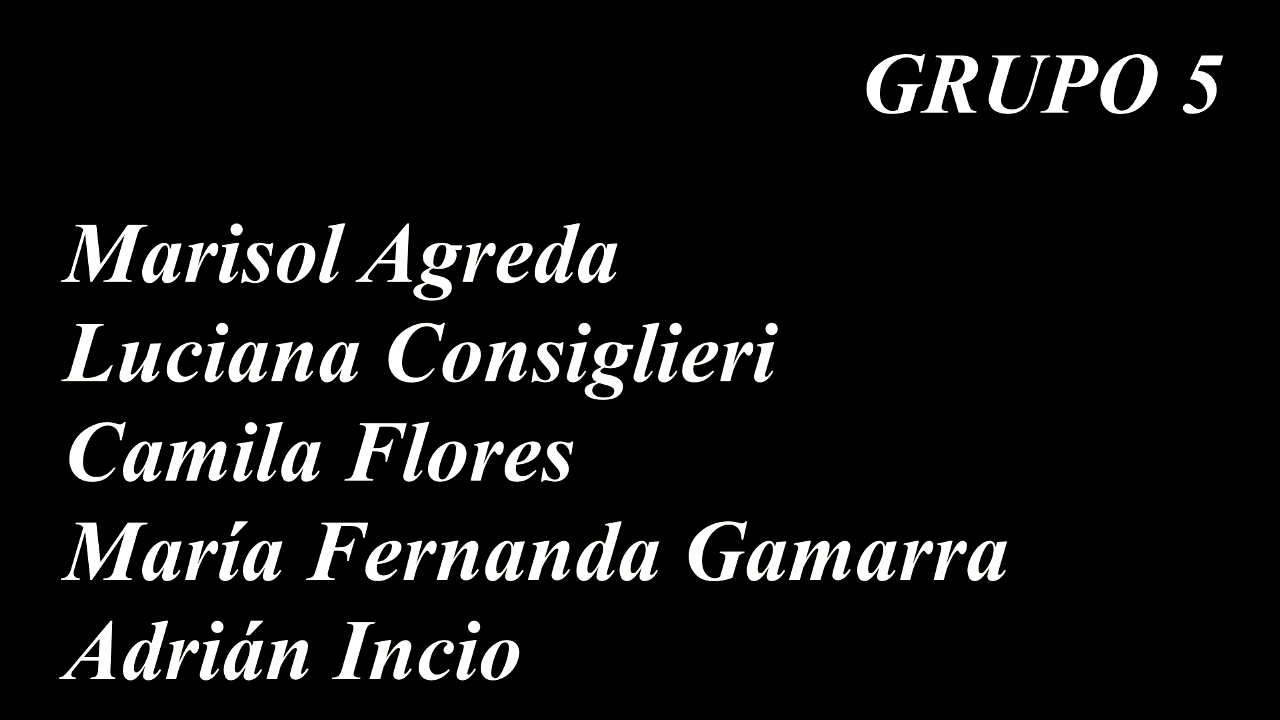 GRUPO 5
Marisol Agreda
Luciana Consiglieri
Camila Flores
María Fernanda Gamarra
Adrián Incio